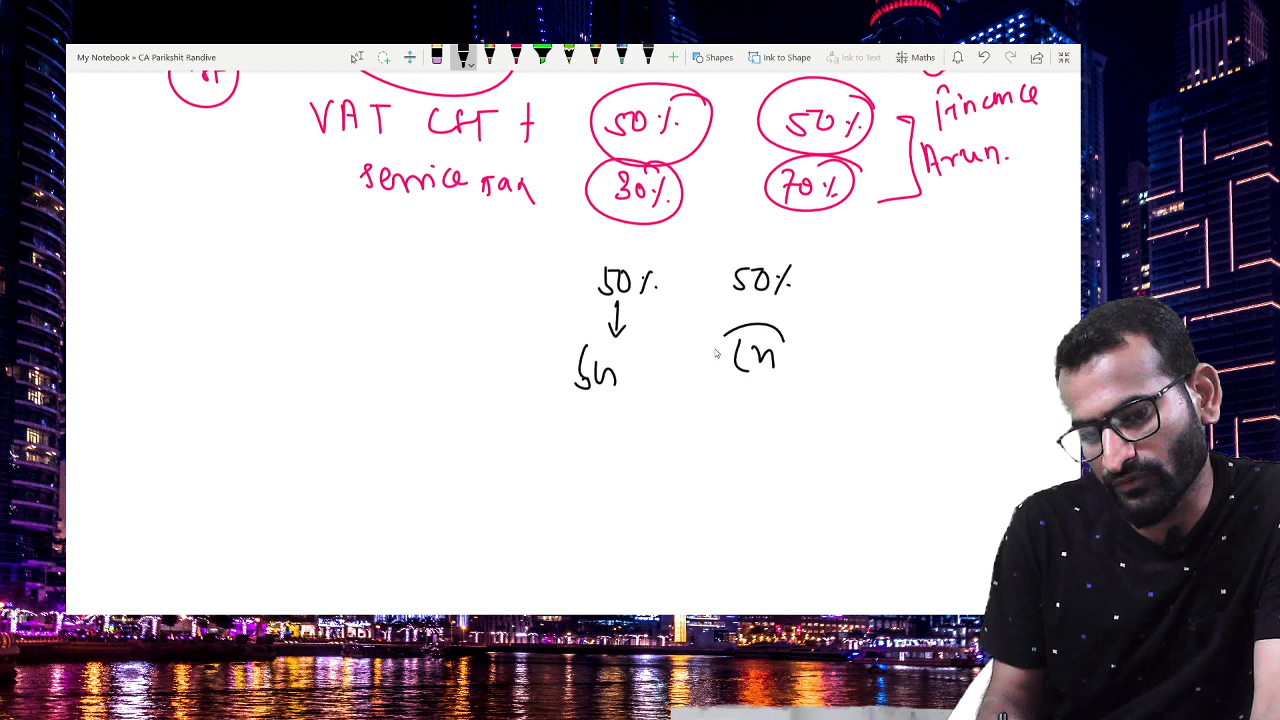 My Notebook » CA Parikshit Randive
Shapes
Ink to Shape
Ink to Text
Maths
VAT CST + 50% 50%
Finance
Service Tax 30% 70%
Arun.
50% 50%